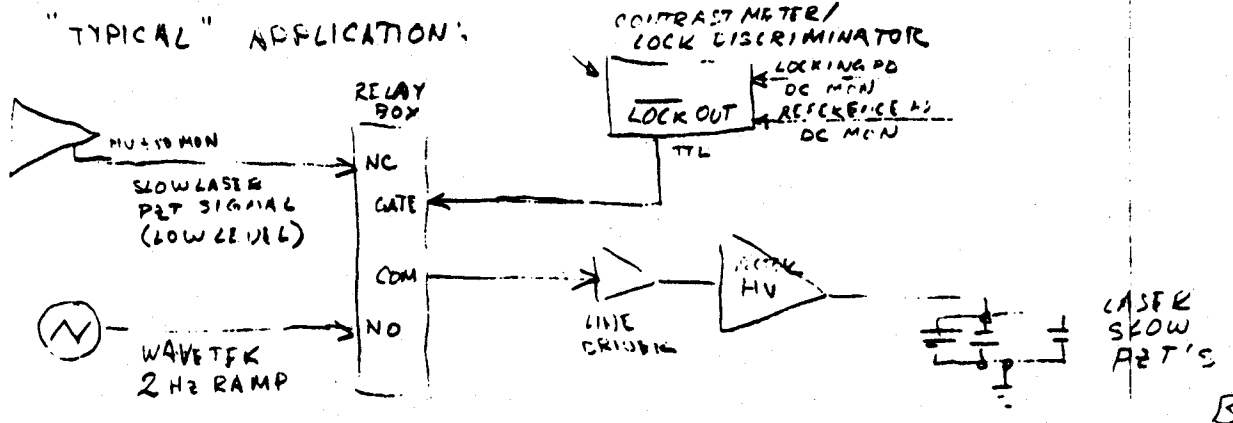 "TYPICAL" APPLICATION:
CONTRAST METER/
LOCK DISCRIMINATOR
LOCKING PD
DC MON
LOCK OUT
REFERENCE
DC MON
TTL
RELAY
BOX
MON
NC
SLOW LASER
PZT SIGNAL
(LOW LEVEL)
GATE
COM
HV
LINE
DRIVER
NO
WAVETEK
2 Hz RAMP
LASER
SLOW
PZT'S